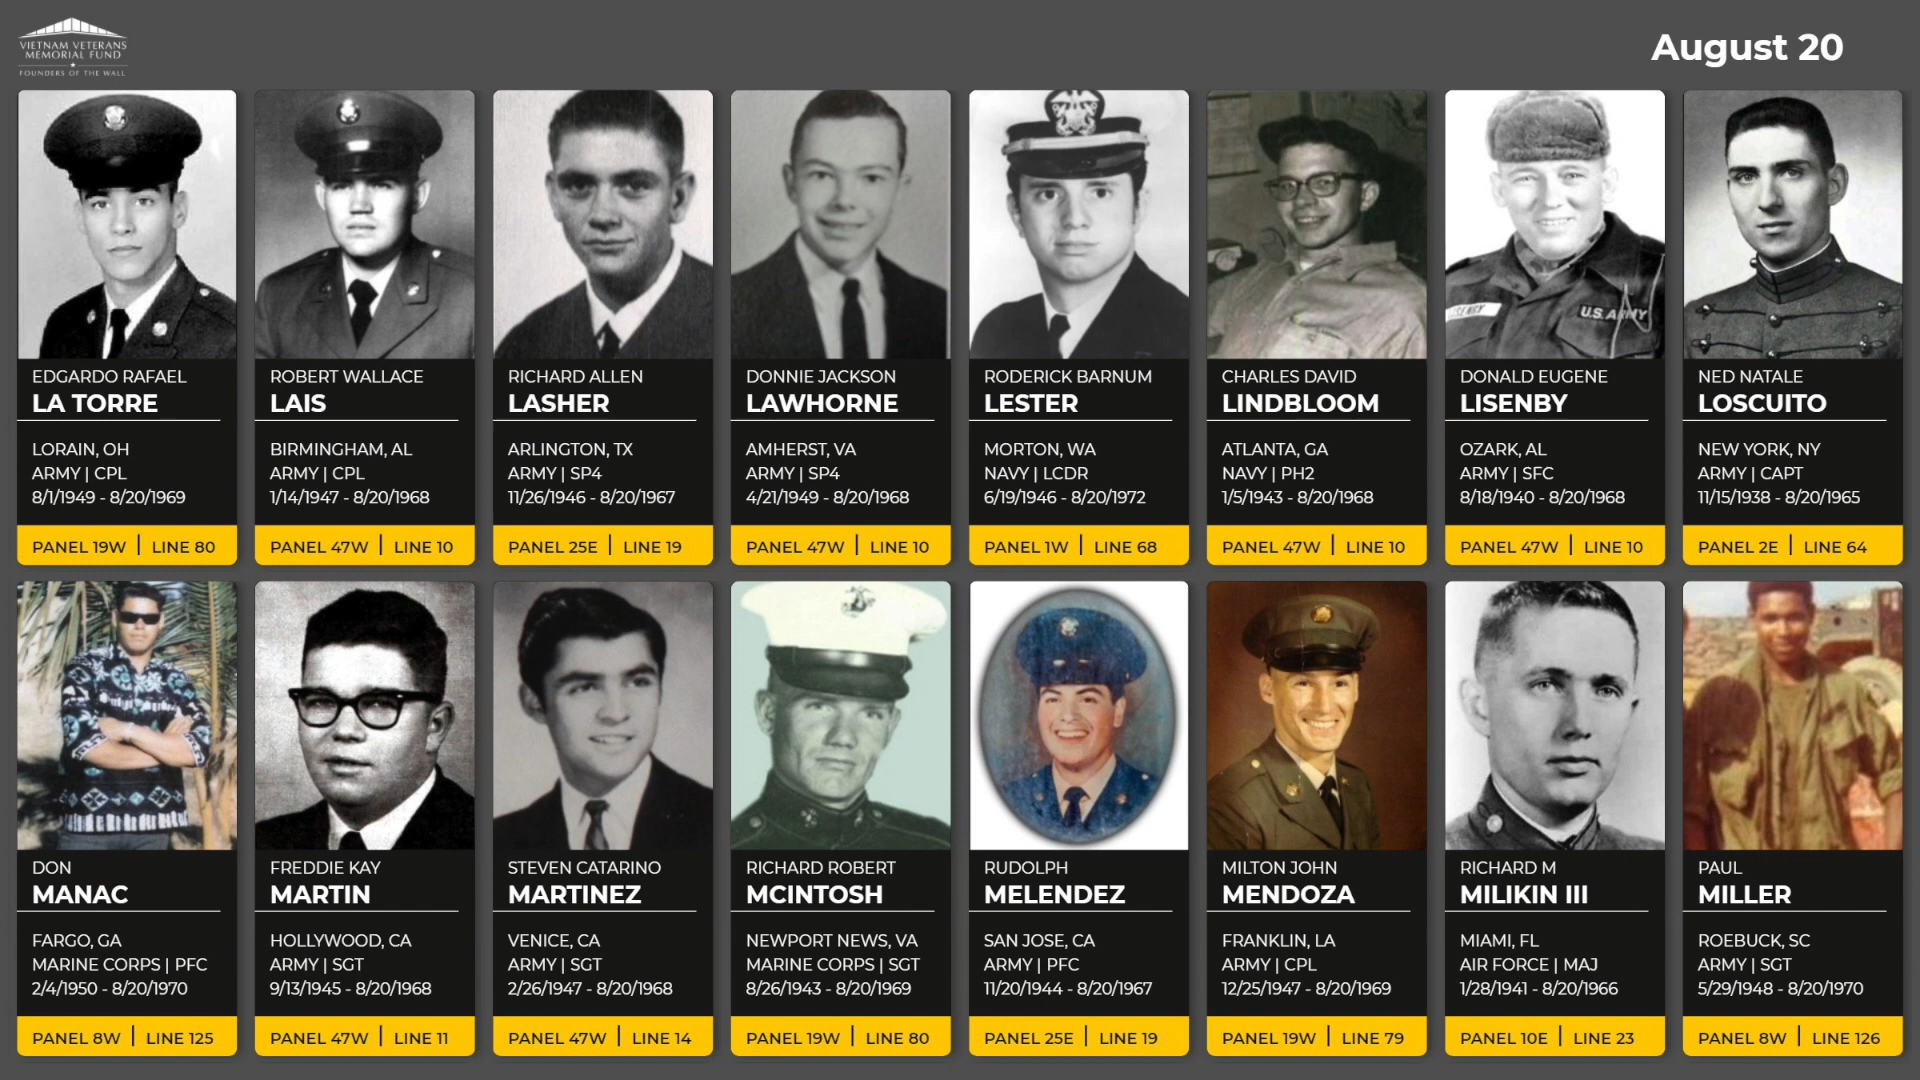 VIETNAM VETERANS
MEMORIAL FUND
FOUNDERS OF THE WALL
August 20
EDGARDO RAFAEL
LA TORRE
LORAIN, OH
ARMY | CPL
8/1/1949 - 8/20/1969
PANEL 19W | LINE 80
ROBERT WALLACE
LAIS
BIRMINGHAM, AL
ARMY | CPL
1/14/1947 - 8/20/1968
PANEL 47W | LINE 10
RICHARD ALLEN
LASHER
ARLINGTON, TX
ARMY | SP4
11/26/1946 - 8/20/1967
PANEL 25E | LINE 19
DONNIE JACKSON
LAWHORNE
AMHERST, VA
ARMY | SP4
4/21/1949 - 8/20/1968
PANEL 47W | LINE 10
RODERICK BARNUM
LESTER
MORTON, WA
NAVY | LCDR
6/19/1946 - 8/20/1972
PANEL 1W | LINE 68
CHARLES DAVID
LINDBLOOM
ATLANTA, GA
NAVY | PH2
1/5/1943 - 8/20/1968
PANEL 47W | LINE 10
U.S. ARMY
DONALD EUGENE
LISENBY
OZARK, AL
ARMY | SFC
8/18/1940 - 8/20/1968
PANEL 47W | LINE 10
NED NATALE
LOSCUITO
NEW YORK, NY
ARMY | CAPT
11/15/1938 - 8/20/1965
PANEL 2E | LINE 64
DON
MANAC
FARGO, GA
MARINE CORPS | PFC
2/4/1950 - 8/20/1970
PANEL 8W | LINE 125
FREDDIE KAY
MARTIN
HOLLYWOOD, CA
ARMY | SGT
9/13/1945 - 8/20/1968
PANEL 47W | LINE 11
STEVEN CATARINO
MARTINEZ
VENICE, CA
ARMY | SGT
2/26/1947 - 8/20/1968
PANEL 47W | LINE 14
RICHARD ROBERT
MCINTOSH
NEWPORT NEWS, VA
MARINE CORPS | SGT
8/26/1943 - 8/20/1969
PANEL 19W | LINE 80
RUDOLPH
MELENDEZ
SAN JOSE, CA
ARMY | PFC
11/20/1944 - 8/20/1967
PANEL 25E | LINE 19
MILTON JOHN
MENDOZA
FRANKLIN, LA
ARMY | CPL
12/25/1947 - 8/20/1969
PANEL 19W | LINE 79
RICHARD M
MILIKIN III
MIAMI, FL
AIR FORCE | MAJ
1/28/1941 - 8/20/1966
PANEL 10E | LINE 23
PAUL
MILLER
ROEBUCK, SC
ARMY | SGT
5/29/1948 - 8/20/1970
PANEL 8W | LINE 126